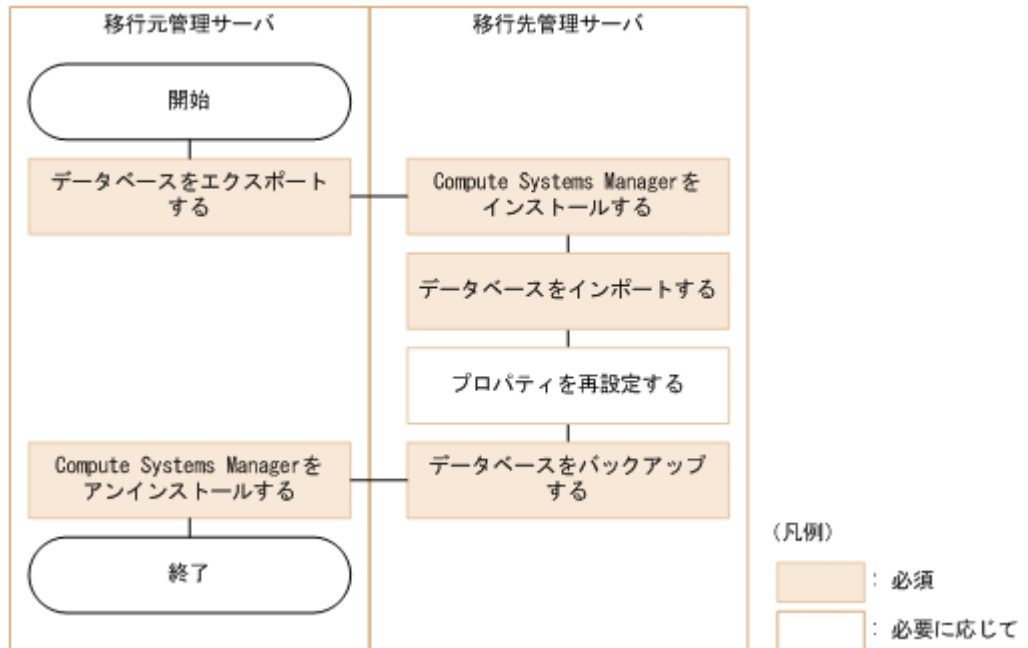 移行元管理サーバ
移行先管理サーバ
開始
データベースをエクスポート
する
Compute Systems Managerを
インストールする
データベースをインポートする
プロパティを再設定する
データベースをバックアップ
する
Compute Systems Managerを
アンインストールする
終了
(凡例)
: 必須
: 必要に応じて